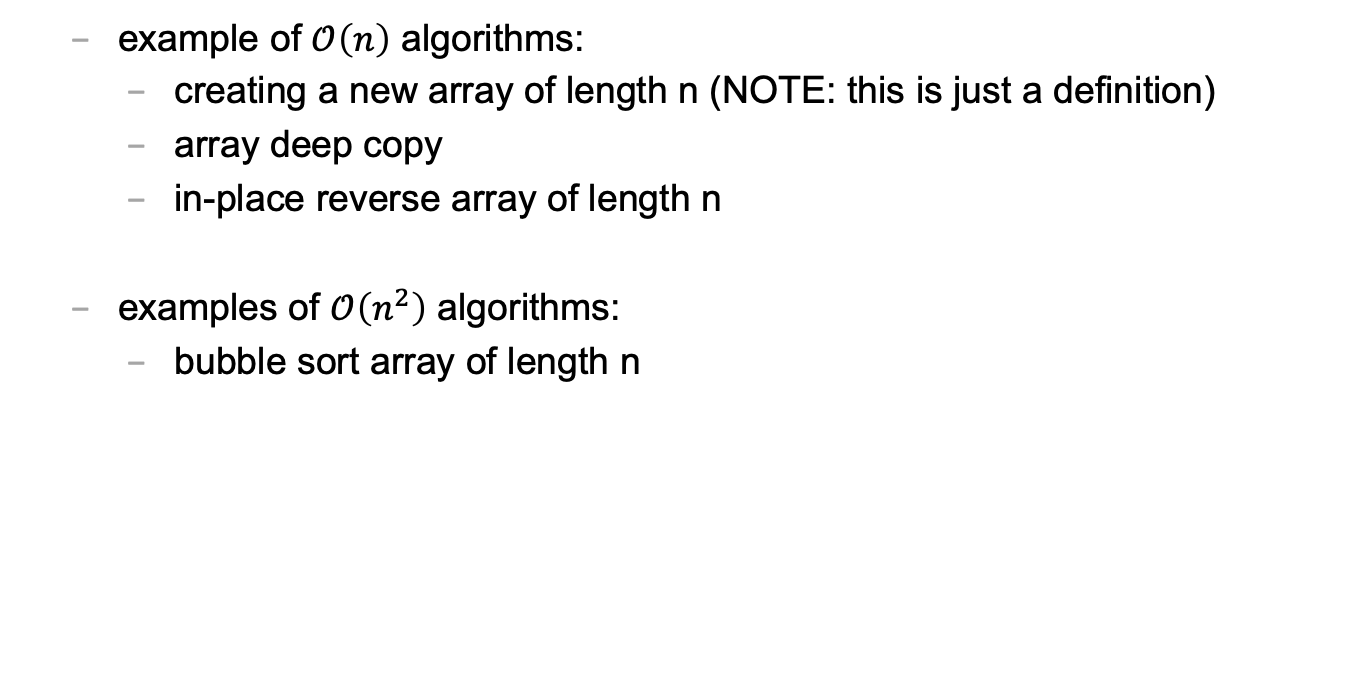 – example of 𝒪(𝑛) algorithms:
– creating a new array of length n (NOTE: this is just a definition)
– array deep copy
– in-place reverse array of length n
– examples of 𝒪(𝑛²) algorithms:
– bubble sort array of length n